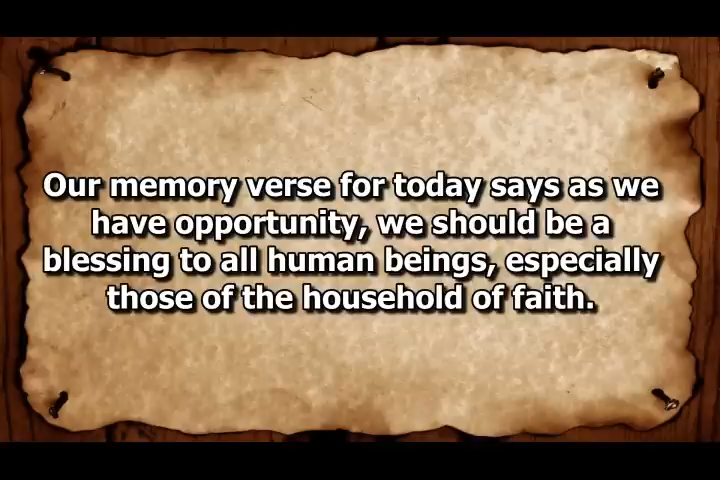 Our memory verse for today says as we
have opportunity, we should be a
blessing to all human beings, especially
those of the household of faith.